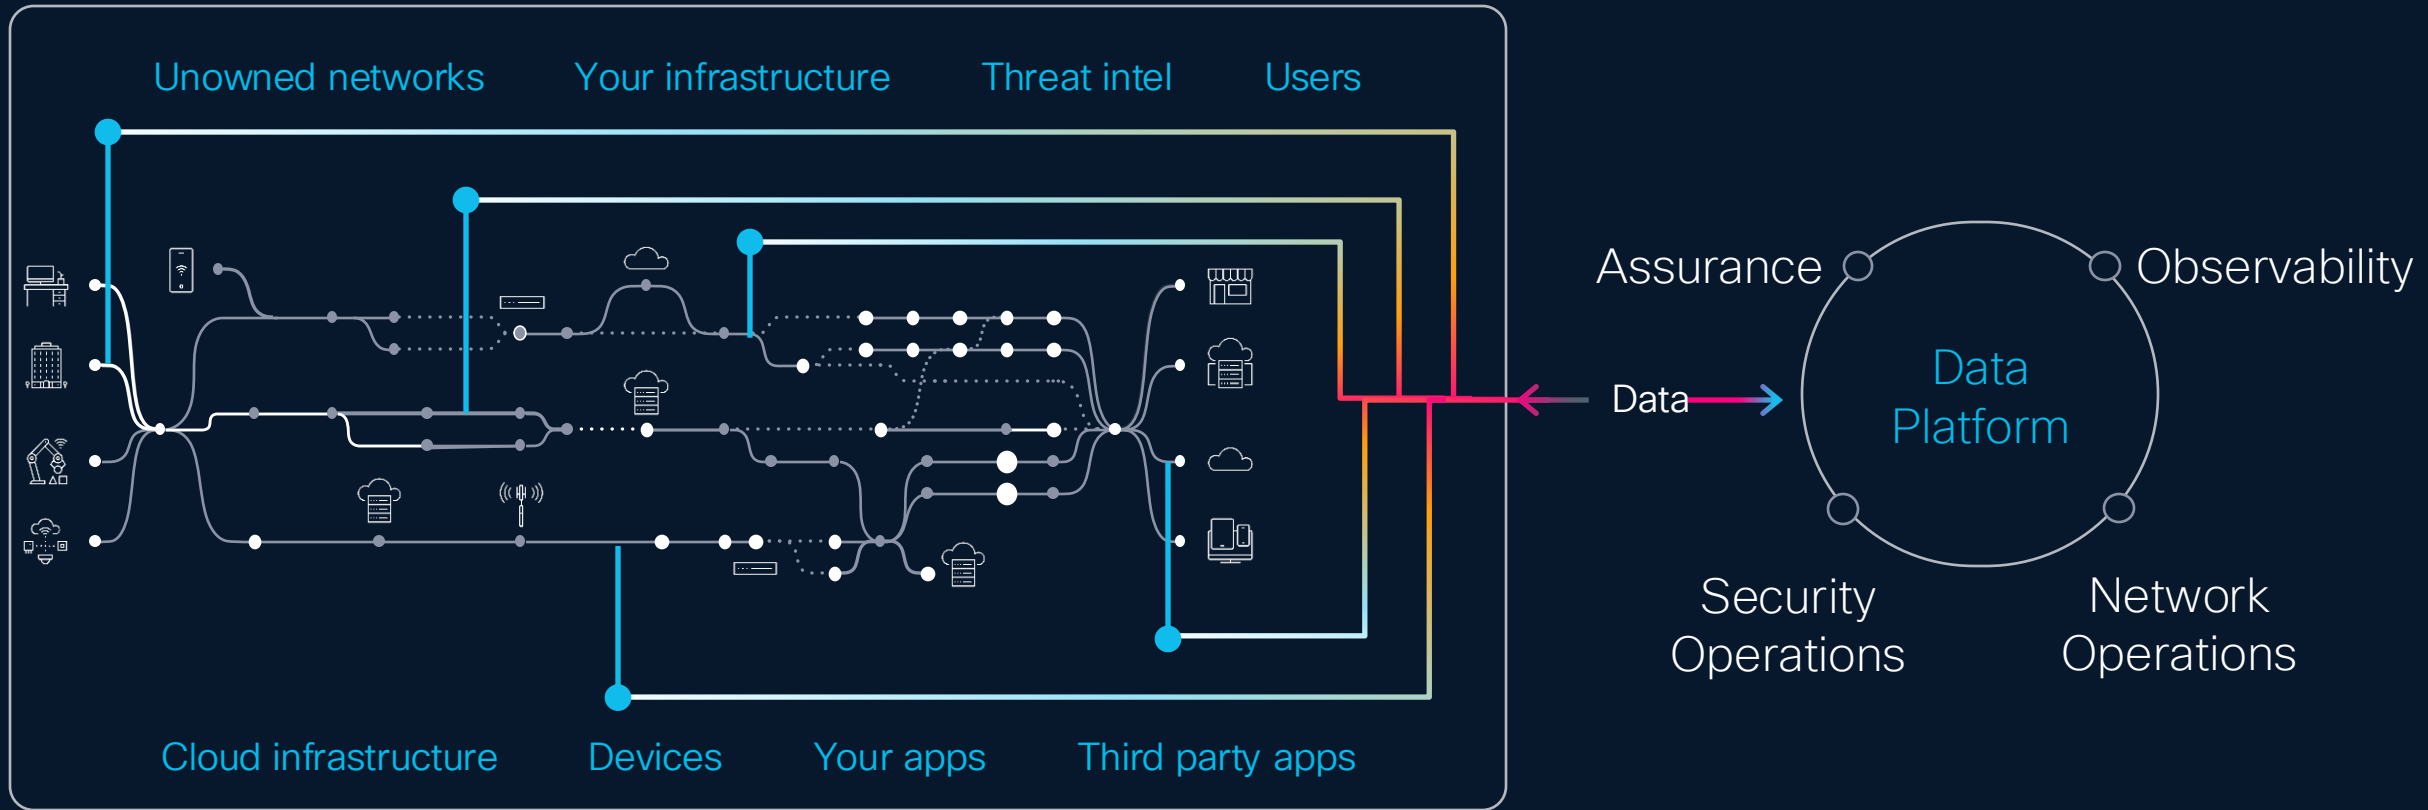 Unowned networks
Your infrastructure
Threat intel
Users
Cloud infrastructure
Devices
Your apps
Third party apps
Data
Assurance
Observability
Data
Platform
Security
Operations
Network
Operations